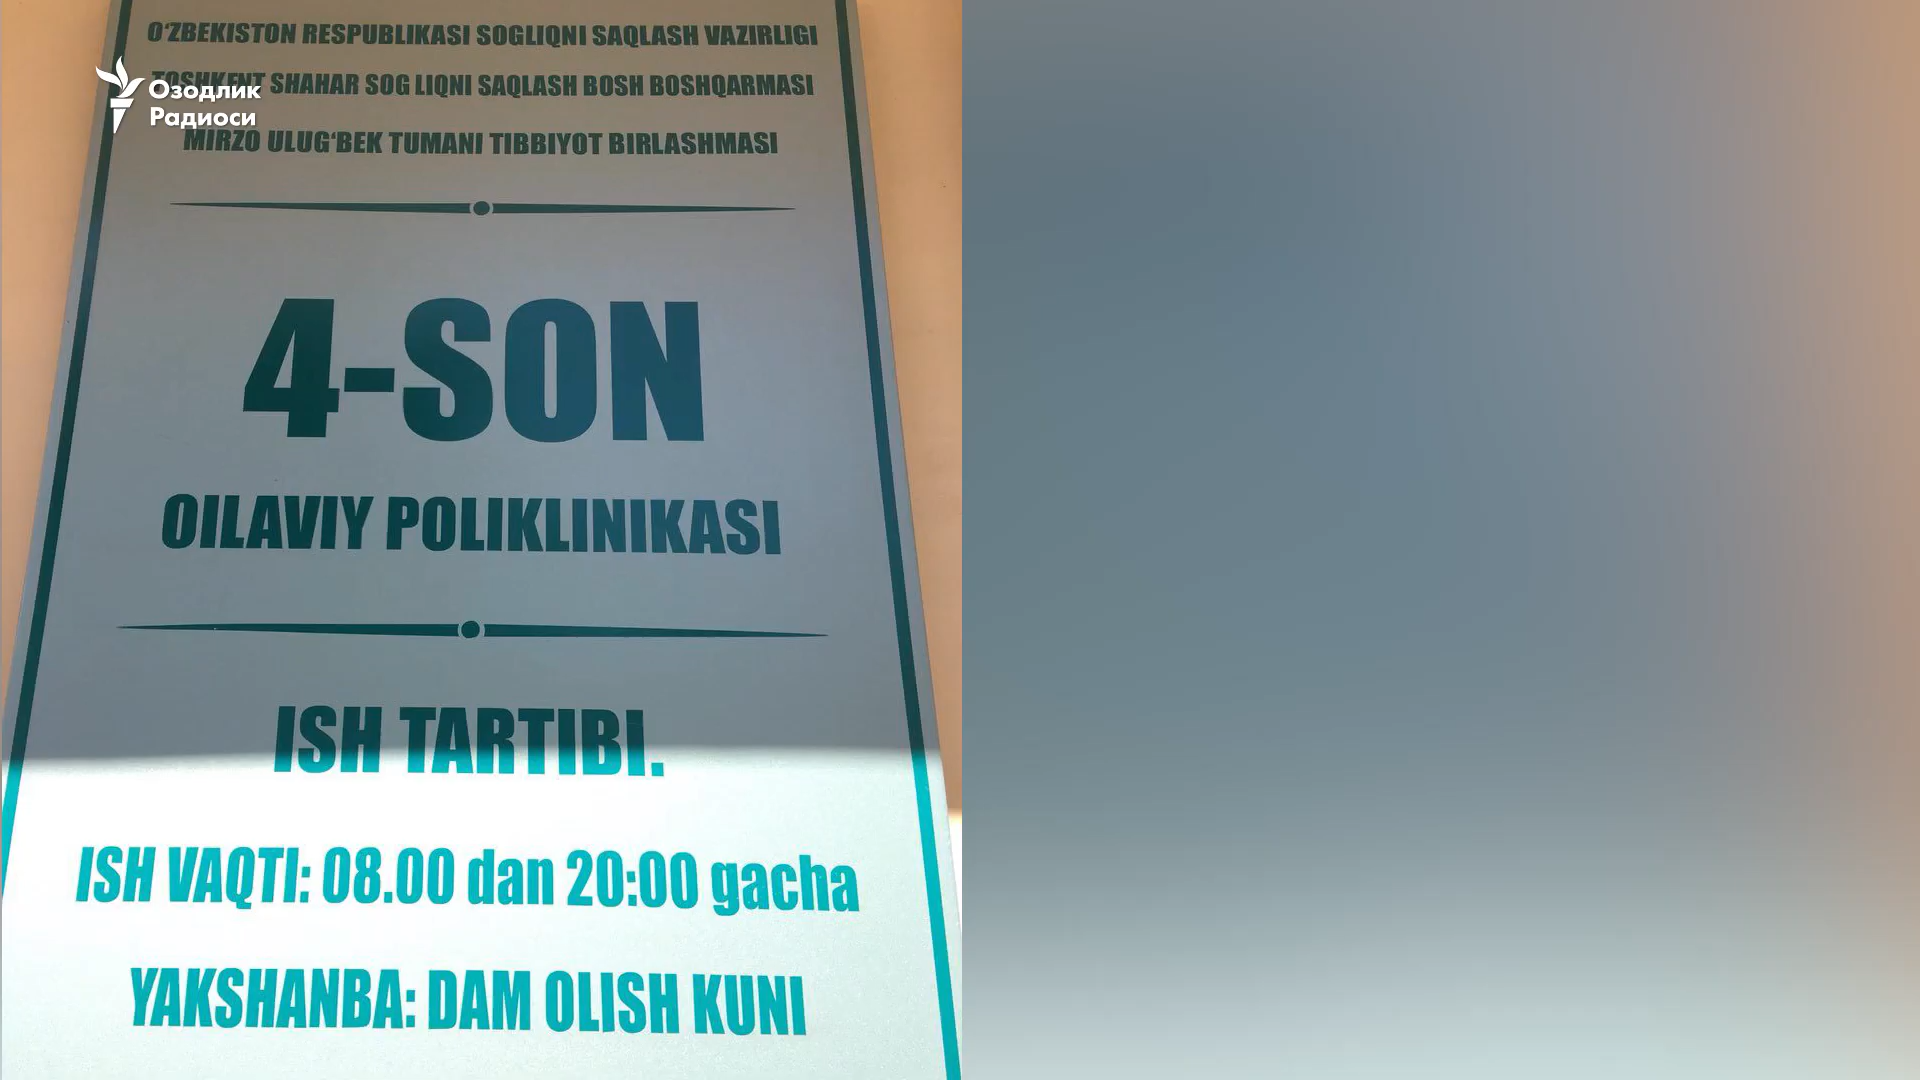 O‘ZBEKISTON RESPUBLIKASI SOGLIQNI SAQLASH VAZIRLIGI
TOSHKENT SHAHAR SOG LIQNI SAQLASH BOSH BOSHQARMASI
Озодлик
Радиоси
MIRZO ULUG‘BEK TUMANI TIBBIYOT BIRLASHMASI
4-SON
OILAVIY POLIKLINIKASI
ISH TARTIBI.
ISH VAQTI: 08.00 dan 20:00 gacha
YAKSHANBA: DAM OLISH KUNI